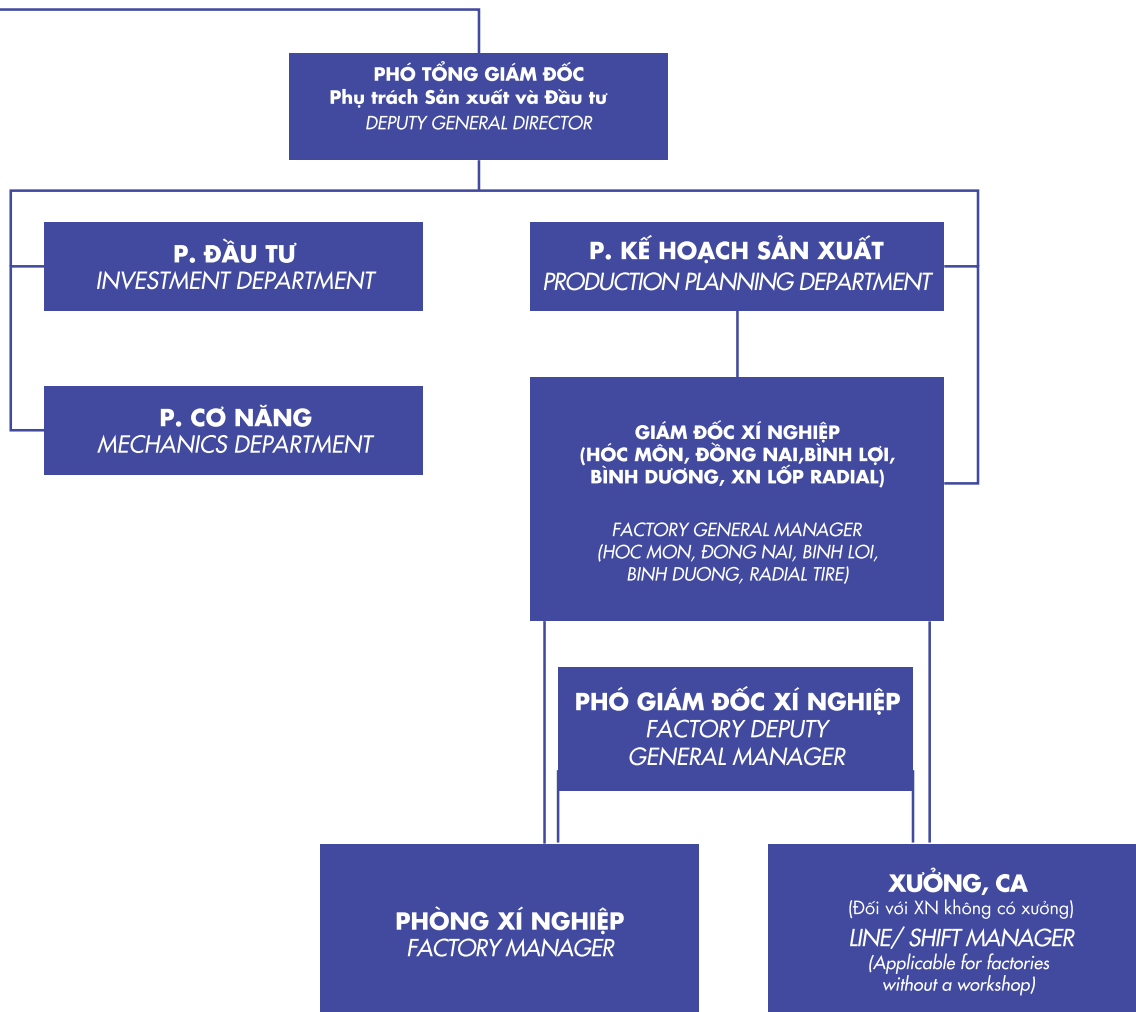 PHÓ TỔNG GIÁM ĐỐC
Phụ trách Sản xuất và Đầu tư
DEPUTY GENERAL DIRECTOR
P. ĐẦU TƯ
INVESTMENT DEPARTMENT
P. KẾ HOẠCH SẢN XUẤT
PRODUCTION PLANNING DEPARTMENT
P. CƠ NĂNG
MECHANICS DEPARTMENT
GIÁM ĐỐC XÍ NGHIỆP
(HÓC MÔN, ĐỒNG NAI,BÌNH LỢI,
BÌNH DƯƠNG, XN LỐP RADIAL)
FACTORY GENERAL MANAGER
(HOC MON, ĐONG NAI, BINH LOI,
BINH DUONG, RADIAL TIRE)
PHÓ GIÁM ĐỐC XÍ NGHIỆP
FACTORY DEPUTY
GENERAL MANAGER
PHÒNG XÍ NGHIỆP
FACTORY MANAGER
XƯỞNG, CA
(Đối với XN không có xưởng)
LINE/ SHIFT MANAGER
(Applicable for factories
without a workshop)